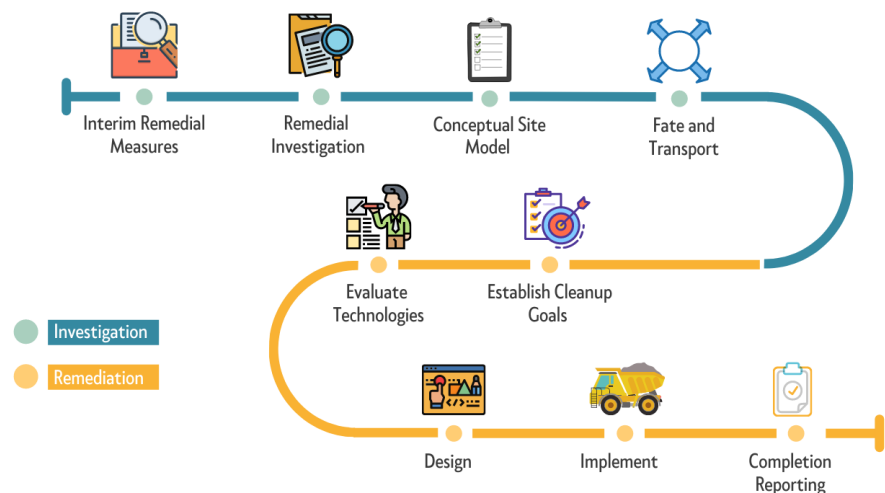 Interim Remedial
Measures
Remedial
Investigation
Conceptual Site
Model
Fate and
Transport
Evaluate
Technologies
Establish Cleanup
Goals
Investigation
Remediation
Design
Implement
Completion
Reporting